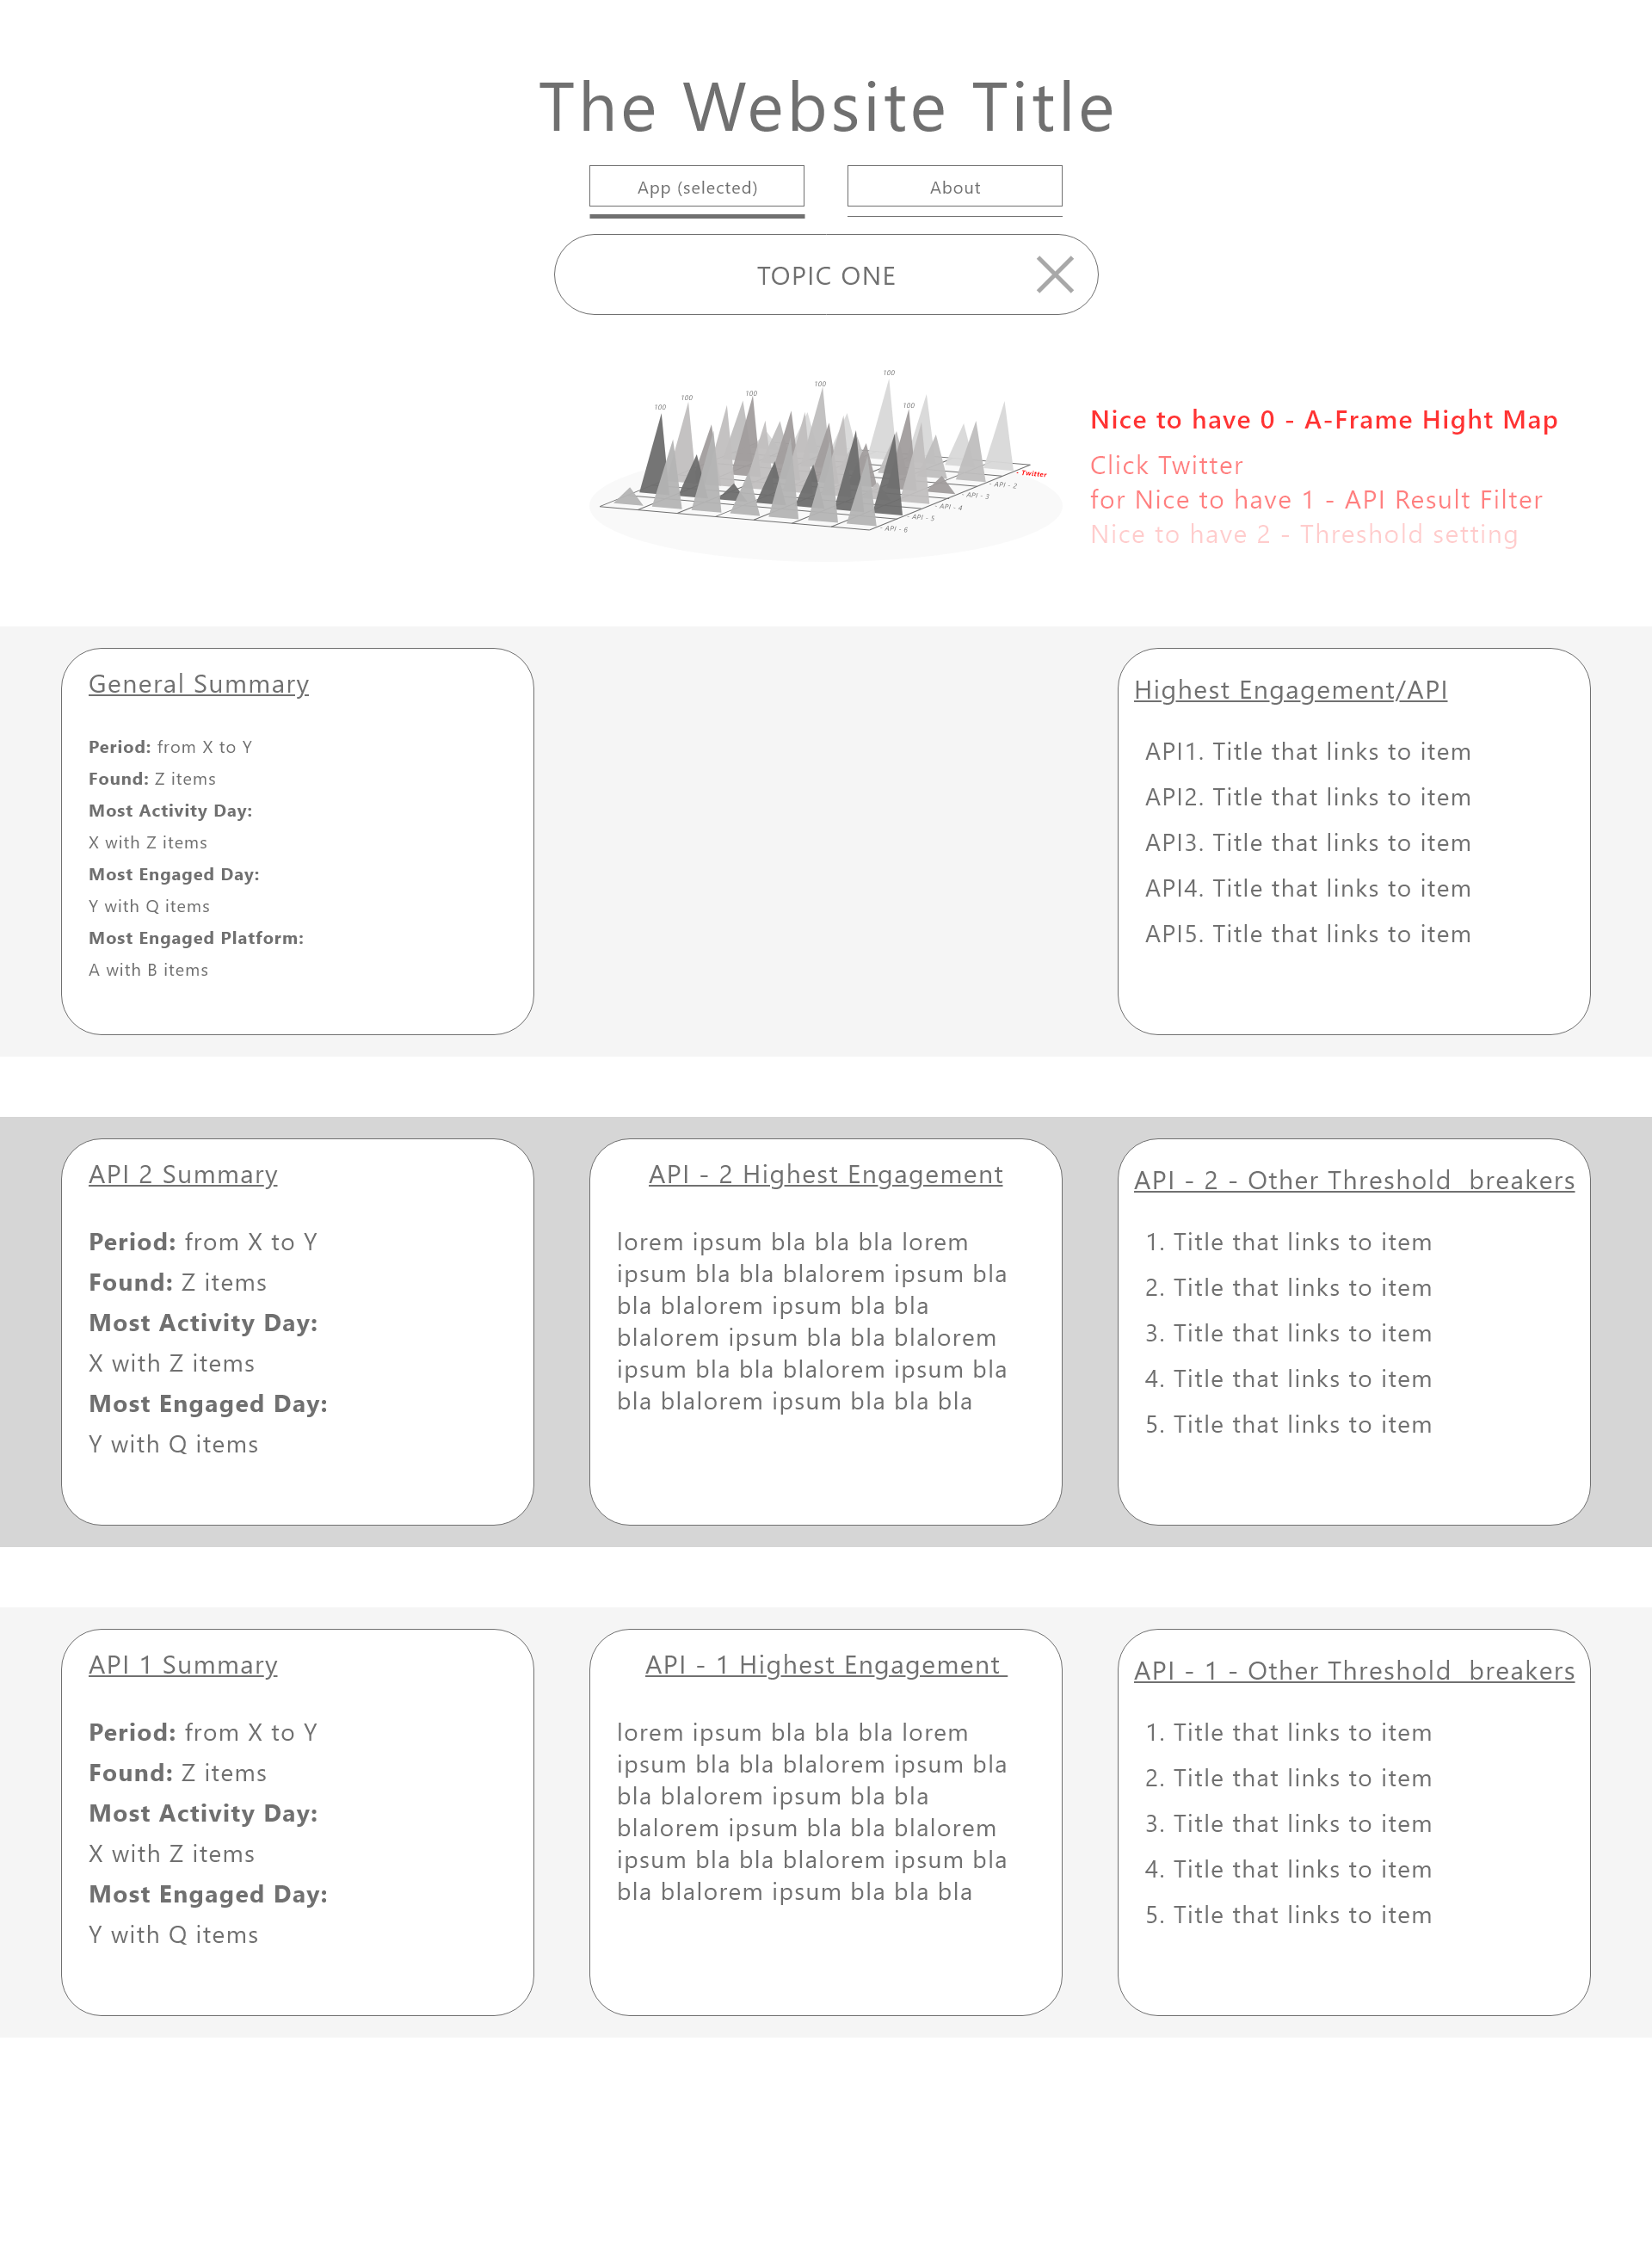 The Website Title
App (selected)
About
TOPIC ONE
100
100
100
100
100
100
- Twitter
- API - 2
- API - 3
- API - 4
- API - 5
- API - 6
Nice to have 0 - A-Frame Hight Map
Click Twitter
for Nice to have 1 - API Result Filter
Nice to have 2 - Threshold setting
General Summary
Period: from X to Y
Found: Z items
Most Activity Day:
X with Z items
Most Engaged Day:
Y with Q items
Most Engaged Platform:
A with B items
Highest Engagement/API
API1. Title that links to item
API2. Title that links to item
API3. Title that links to item
API4. Title that links to item
API5. Title that links to item
API 2 Summary
Period: from X to Y
Found: Z items
Most Activity Day:
X with Z items
Most Engaged Day:
Y with Q items
API - 2 Highest Engagement
lorem ipsum bla bla bla lorem
ipsum bla bla blalorem ipsum bla
bla blalorem ipsum bla bla
blalorem ipsum bla bla blalorem
ipsum bla bla blalorem ipsum bla
bla blalorem ipsum bla bla bla
API - 2 - Other Threshold  breakers
1. Title that links to item
2. Title that links to item
3. Title that links to item
4. Title that links to item
5. Title that links to item
API 1 Summary
Period: from X to Y
Found: Z items
Most Activity Day:
X with Z items
Most Engaged Day:
Y with Q items
API - 1 Highest Engagement
lorem ipsum bla bla bla lorem
ipsum bla bla blalorem ipsum bla
bla blalorem ipsum bla bla
blalorem ipsum bla bla blalorem
ipsum bla bla blalorem ipsum bla
bla blalorem ipsum bla bla bla
API - 1 - Other Threshold  breakers
1. Title that links to item
2. Title that links to item
3. Title that links to item
4. Title that links to item
5. Title that links to item